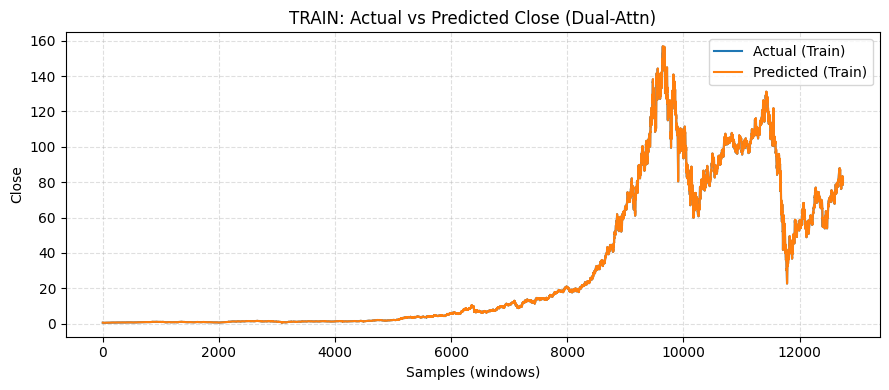 TRAIN: Actual vs Predicted Close (Dual-Attn)
Actual (Train)
Predicted (Train)
Close
160
140
120
100
80
60
40
20
0
0 2000 4000 6000 8000 10000 12000
Samples (windows)